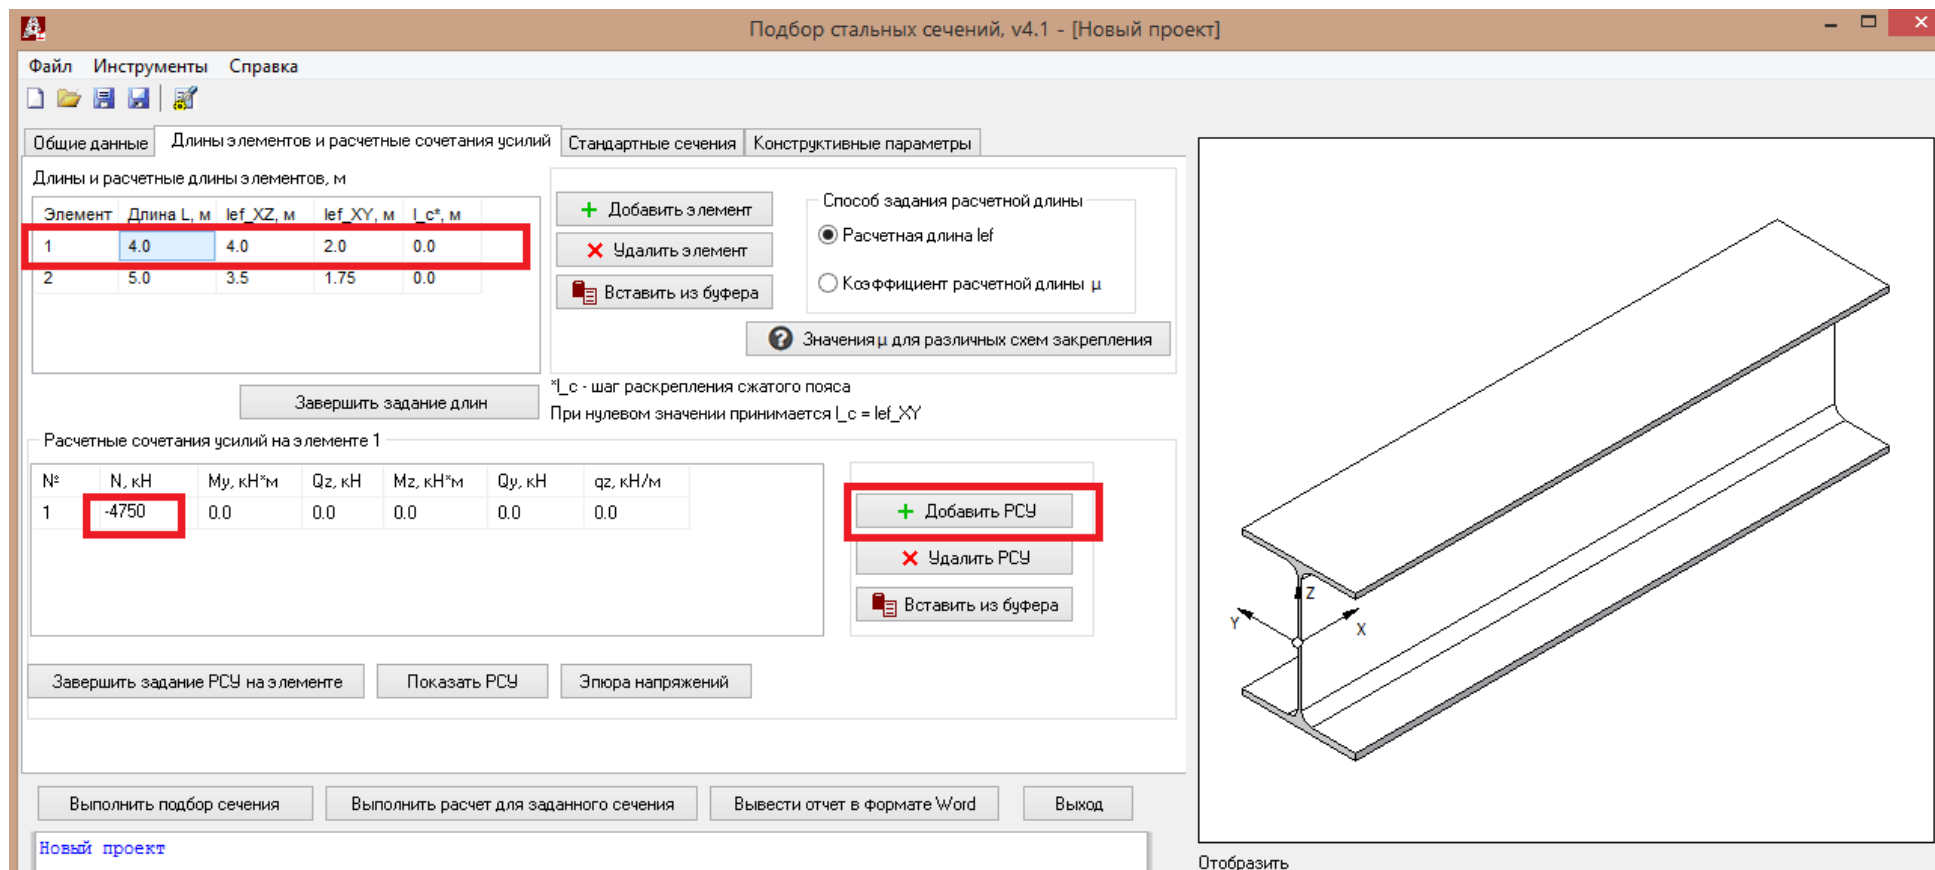 Подбор стальных сечений, v4.1 - [Новый проект]
Файл Инструменты Справка
Общие данные Длины элементов и расчетные сочетания усилий Стандартные сечения Конструктивные параметры
Длины и расчетные длины элементов, м
Элемент Длина L, м lef_XZ, м lef_XY, м l_c*, м
1 4.0 4.0 2.0 0.0
2 5.0 3.5 1.75 0.0
Добавить элемент
Удалить элемент
Вставить из буфера
Способ задания расчетной длины
Расчетная длина lef
Коэффициент расчетной длины μ
Значения μ для различных схем закрепления
Завершить задание длин
*l_c - шаг раскрепления сжатого пояса
При нулевом значении принимается l_c = lef_XY
Расчетные сочетания усилий на элементе 1
№ N, кН My, кН*м Qz, кН Mz, кН*м Qy, кН qz, кН/м
1 -4750 0.0 0.0 0.0 0.0 0.0
Добавить РСУ
Удалить РСУ
Вставить из буфера
Завершить задание РСУ на элементе Показать РСУ Эпюра напряжений
Z
Y
X
Выполнить подбор сечения Выполнить расчет для заданного сечения Вывести отчет в формате Word Выход
Новый проект
Отобразить